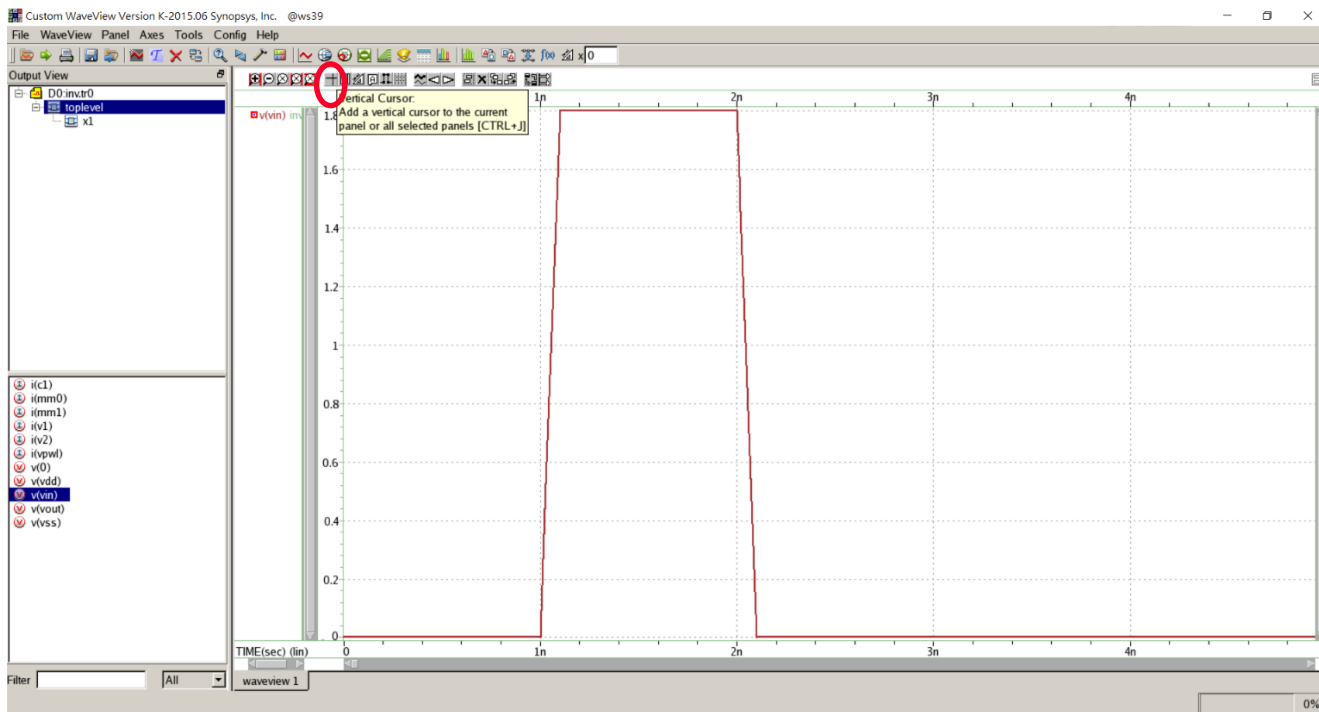 Custom WaveView Version K-2015.06 Synopsys, Inc. @ws39
File WaveView Panel Axes Tools Config Help
f(x) x 0
Output View
D0:inv.tr0
toplevel
x1
i(c1)
i(mm0)
i(mm1)
i(v1)
i(v2)
i(vpwl)
v(0)
v(vdd)
v(vin)
v(vout)
v(vss)
Filter All
Vertical Cursor:
Add a vertical cursor to the current
panel or all selected panels [CTRL+J]
1n 2n 3n 4n
v(vin) inv
1.8
1.6
1.4
1.2
1
0.8
0.6
0.4
0.2
0
TIME(sec) (lin) 0 1n 2n 3n 4n
waveview 1
0%